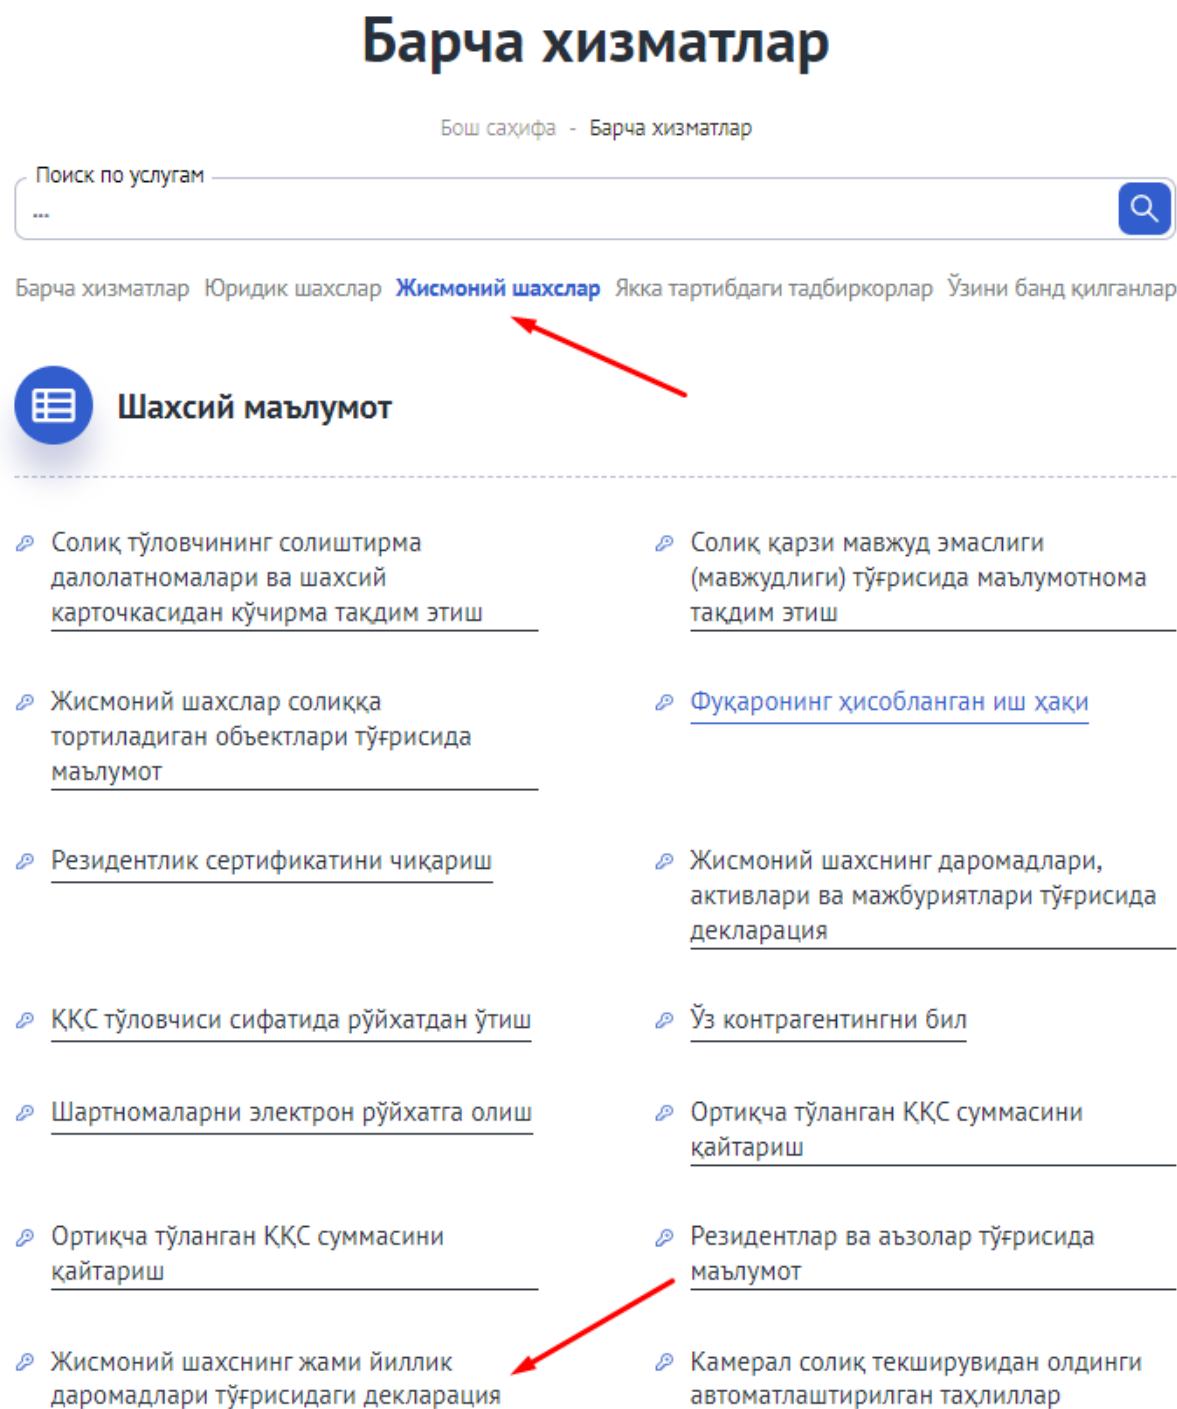 Барча хизматлар
Бош саҳифа - Барча хизматлар
Поиск по услугам
...
Барча хизматлар Юридик шахслар Жисмоний шахслар Якка тартибдаги тадбиркорлар Ўзини банд қилганлар
Шахсий маълумот
Солиқ тўловчининг солиштирма
далолатномалари ва шахсий
карточкасидан кўчирма тақдим этиш
Солиқ қарзи мавжуд эмаслиги
(мавжудлиги) тўғрисида маълумотнома
тақдим этиш
Жисмоний шахслар солиққа
тортиладиган объектлари тўғрисида
маълумот
Фуқаронинг ҳисобланган иш ҳақи
Резидентлик сертификатини чиқариш
Жисмоний шахснинг даромадлари,
активлари ва мажбуриятлари тўғрисида
декларация
ҚҚС тўловчиси сифатида рўйхатдан ўтиш
Ўз контрагентингни бил
Шартномаларни электрон рўйхатга олиш
Ортиқча тўланган ҚҚС суммасини
қайтариш
Ортиқча тўланган ҚҚС суммасини
қайтариш
Резидентлар ва аъзолар тўғрисида
маълумот
Жисмоний шахснинг жами йиллик
даромадлари тўғрисидаги декларация
Камерал солиқ текширувидан олдинги
автоматлаштирилган таҳлиллар